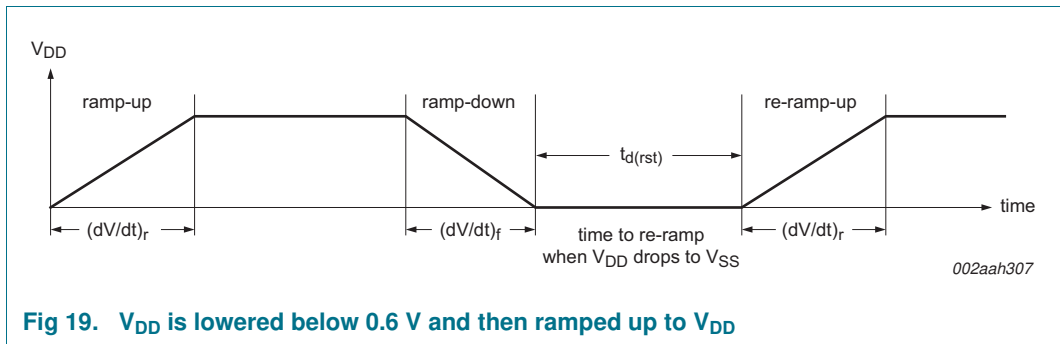 VDD
ramp-up
ramp-down
re-ramp-up
td(rst)
time
(dV/dt)r
(dV/dt)f
time to re-ramp
when VDD drops to VSS
(dV/dt)r
002aah307
Fig 19. VDD is lowered below 0.6 V and then ramped up to VDD